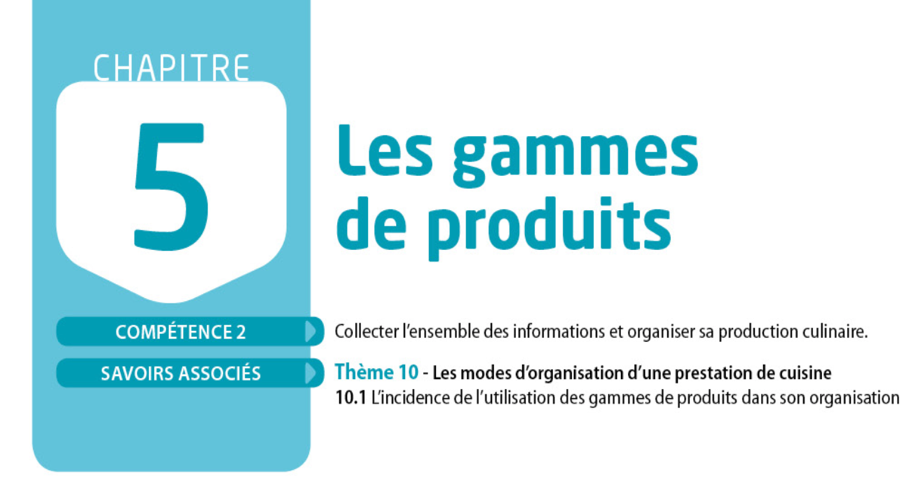 CHAPITRE
5
Les gammes
de produits
COMPÉTENCE 2
Collecter l’ensemble des informations et organiser sa production culinaire.
SAVOIRS ASSOCIÉS
Thème 10 - Les modes d’organisation d’une prestation de cuisine
10.1 L’incidence de l’utilisation des gammes de produits dans son organisation